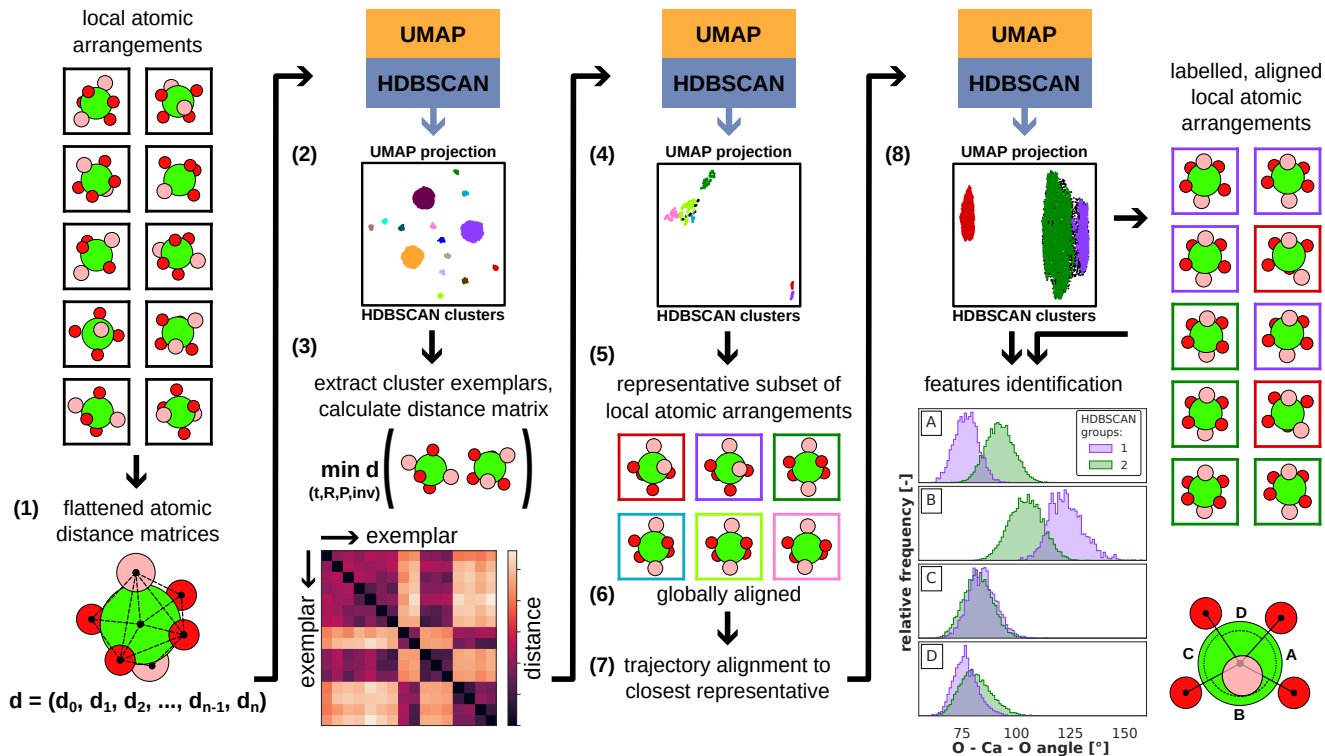 local atomic
arrangements
(1)
flattened atomic
distance matrices
d = (d0, d1, d2, ..., dn-1, dn)
UMAP
HDBSCAN
(2)
UMAP projection
HDBSCAN clusters
(3)
extract cluster exemplars,
calculate distance matrix
min d
(t,R,P,inv)
exemplar
exemplar
distance
UMAP
HDBSCAN
(4)
UMAP projection
HDBSCAN clusters
(5)
representative subset of
local atomic arrangements
(6)
globally aligned
(7)
trajectory alignment to
closest representative
UMAP
HDBSCAN
(8)
UMAP projection
HDBSCAN clusters
features identification
relative frequency [-]
A
HDBSCAN
groups:
1
2
B
C
D
75 100 125 150
O - Ca - O angle [°]
labelled, aligned
local atomic
arrangements
D
C A
B